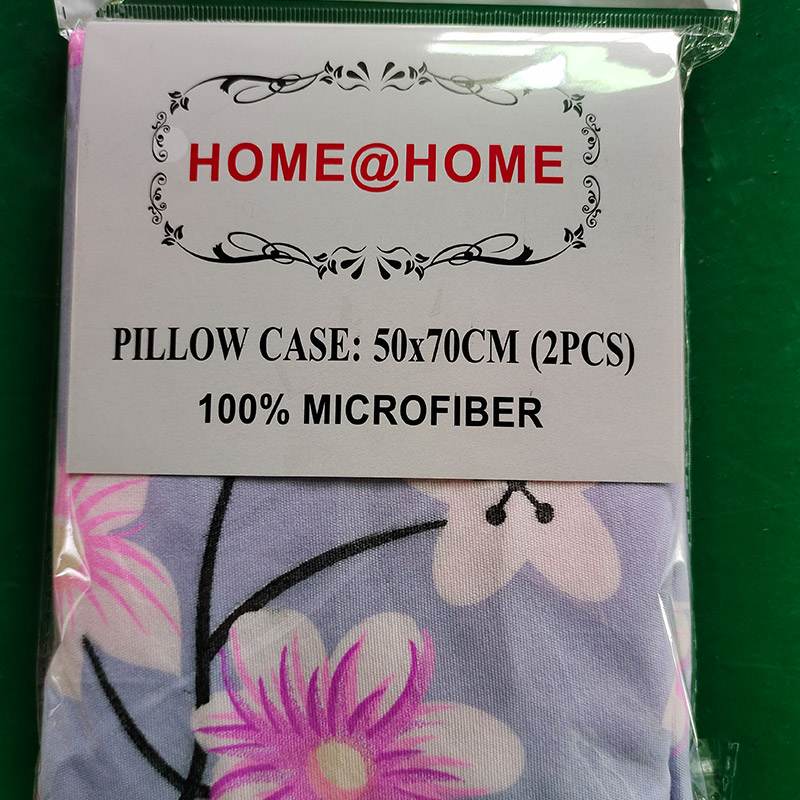 HOME@HOME
PILLOW CASE: 50x70CM (2PCS)
100% MICROFIBER